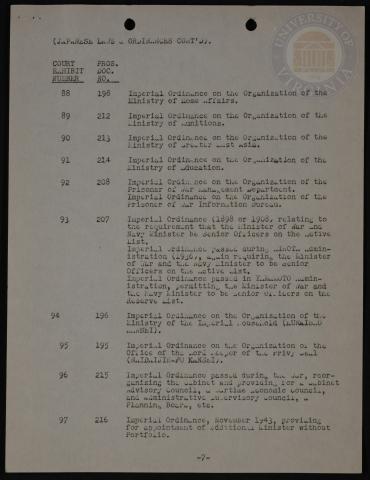 (JAPANESE LAWS & ORDINANCES CONT'D).
COURT PROS.
EXHIBIT DOC.
NUMBER NO.
88 198 Imperial Ordinance on the Organization of the
Ministry of Home Affairs.
89 212 Imperial Ordinance on the Organization of the
Ministry of Munitions.
90 213 Imperial Ordinance on the Organization of the
Ministry of Greater East Asia.
91 214 Imperial Ordinance on the Organization of the
Ministry of Education.
92 208 Imperial Ordinance on the Organization of the
Prisoner of War Management Department.
Imperial Ordinance on the Organization of the
Prisoner of War Information Bureau.
93 207 Imperial Ordinance (1898 or 1908, relating to
the requirement that the Minister of War and
Navy Minister be Senior Officers on the Active
List.
Imperial Ordinance passed during HIROTA admin-
istration (1936), again requiring the Minister
of War and the Navy Minister to be Senior
Officers on the Active List.
Imperial Ordinance passed in admin-
istration, permitting the Minister of War and
the Navy Minister to be Senior Officers on the
Reserve List.
94 196 Imperial Ordinance on the Organization of the
Ministry of the Imperial Household
95 195 Imperial Ordinance on the Organization of the
Office of the Lord Keeper of the Privy Seal
96 215 Imperial Ordinance passed during the War, reor-
ganizing the Cabinet and providing for a Cabinet
Advisory Council, a Wartime Economic Council,
and Administrative Supervisory Council, a
Planning Board, etc.
97 216 Imperial Ordinance, November 1943, providing
for appointment of additional Minister without
Portfolio.
-7-
UNIVERSITY OF VIRGINIA